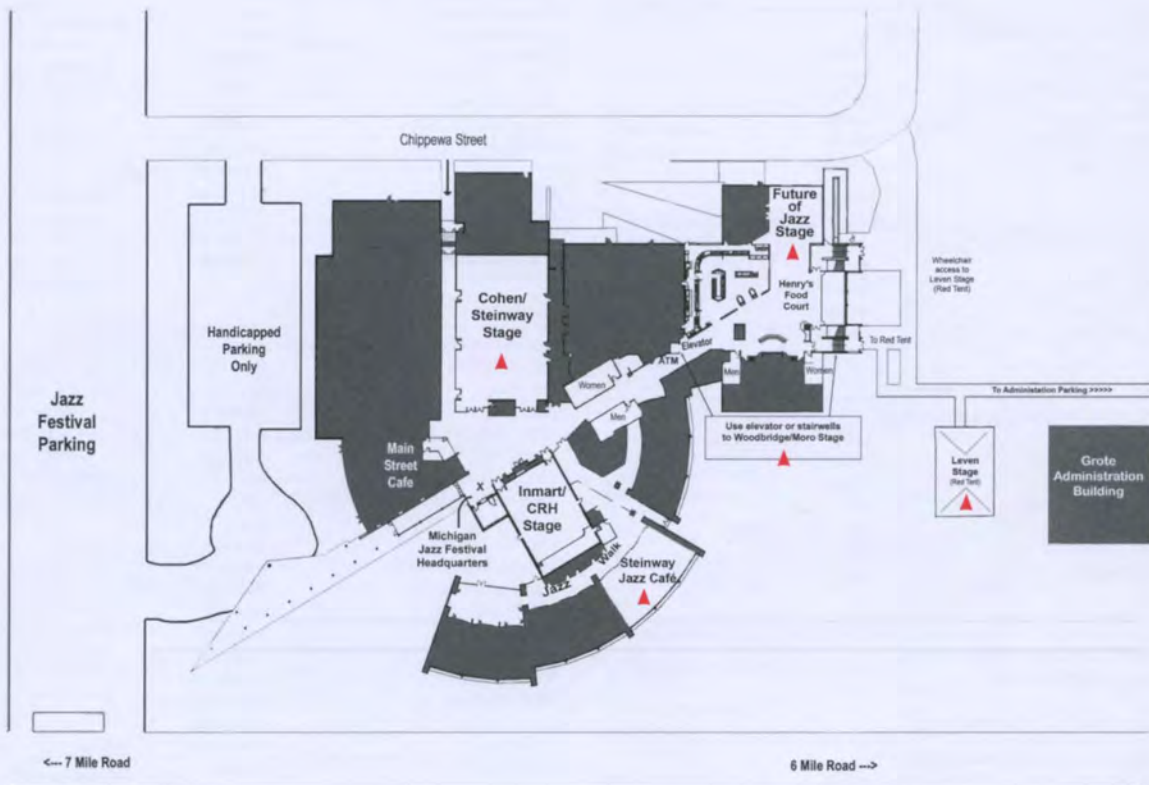 Chippewa Street
Future
of
Jazz
Stage
Wheelchair
access to
Leven Stage
(Red Tent)
Henry's
Food
Court
Cohen/
Steinway
Stage
Handicapped
Parking
Only
Elevator
ATM
To Red Tent
Women
Men
Men
Women
To Administation Parking >>>>>
Jazz
Festival
Parking
Use elevator or stairwells
to Woodbridge/Moro Stage
Main
Street
Cafe
Leven
Stage
(Red Tent)
Grote
Administration
Building
X
Inmart/
CRH
Stage
Michigan
Jazz Festival
Headquarters
Jazz Walk
Steinway
Jazz Café
<--- 7 Mile Road
6 Mile Road --->